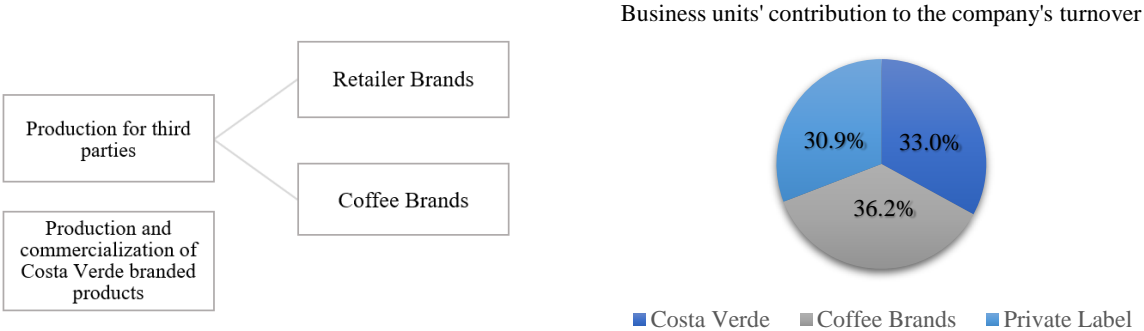 Production for third
parties
Retailer Brands
Coffee Brands
Production and
commercialization of
Costa Verde branded
products
Business units' contribution to the company's turnover
30.9%
33.0%
36.2%
Costa Verde
Coffee Brands
Private Label